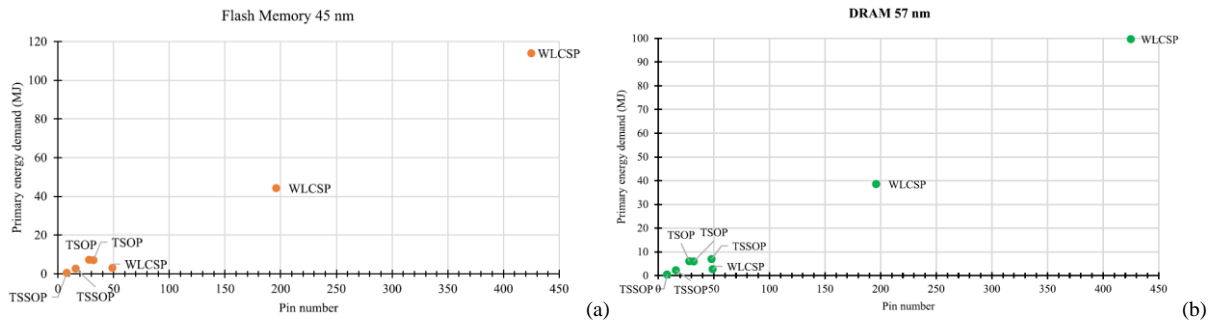 Flash Memory 45 nm
Primary energy demand (MJ)
120
100
80
60
40
20
0
WLCSP
WLCSP
TSOP
TSOP
WLCSP
TSSOP
TSSOP
0 50 100 150 200 250 300 350 400 450
Pin number
(a)
DRAM 57 nm
Primary energy demand (MJ)
100
90
80
70
60
50
40
30
20
10
0
WLCSP
WLCSP
TSOP
TSOP
TSSOP
WLCSP
TSSOP
TSSOP
0 50 100 150 200 250 300 350 400 450
Pin number
(b)